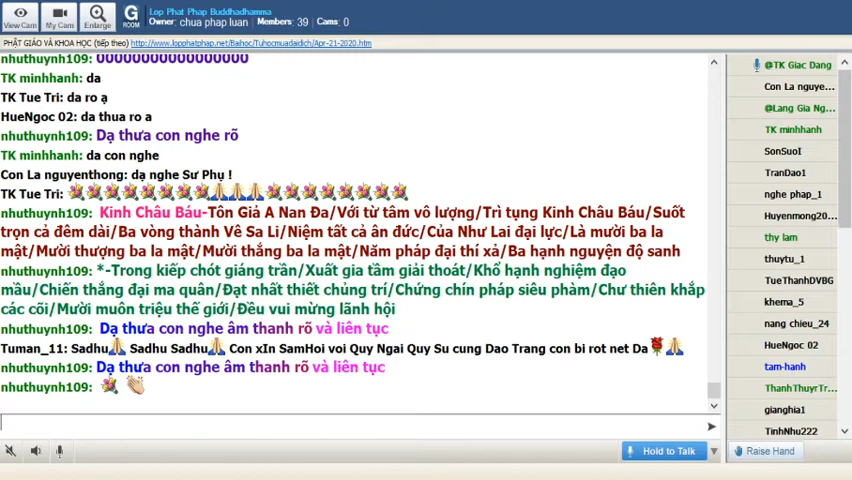 Lop Phat Phap Buddhadhamma
Owner: chua phap luan Members: 39 Cams: 0
View Cam
My Cam
Enlarge
G
ROOM
PHẬT GIÁO VÀ KHOA HỌC (tiếp theo) http://www.lopphatphap.net/Baihoc/Tuhocmuadaidich/Apr-21-2020.htm
nhuthuynh109: 00000000000000000
TK minhhanh: da
TK Tue Tri: da ro ạ
HueNgoc 02: da thua ro a
nhuthuynh109: Dạ thưa con nghe rõ
TK minhhanh: da con nghe
Con La nguyenthong: dạ nghe Sư Phụ !
TK Tue Tri:
nhuthuynh109: Kinh Châu Báu-Tôn Giả A Nan Đa/Với từ tâm vô lượng/Trì tụng Kinh Châu Báu/Suốt
trọn cả đêm dài/Ba vòng thành Vê Sa Li/Niệm tất cả ân đức/Của Như Lai đại lực/Là mười ba la
mật/Mười thượng ba la mật/Mười thắng ba la mật/Năm pháp đại thí xả/Ba hạnh nguyện độ sanh
nhuthuynh109: *-Trong kiếp chót giáng trần/Xuất gia tầm giải thoát/Khổ hạnh nghiệm đạo
mầu/Chiến thắng đại ma quân/Đạt nhất thiết chủng trí/Chứng chín pháp siêu phàm/Chư thiên khắp
các cõi/Mười muôn triệu thế giới/Đều vui mừng lãnh hội
nhuthuynh109: Dạ thưa con nghe âm thanh rõ và liên tục
Tuman_11: Sadhu Sadhu Sadhu Con xIn SamHoi voi Quy Ngai Quy Su cung Dao Trang con bi rot net Da
nhuthuynh109: Dạ thưa con nghe âm thanh rõ và liên tục
nhuthuynh109:
@TK Giac Dang
Con La nguye...
@Lang Gia Ng...
TK minhhanh
SonSuoI
TranDao1
nghe phap_1
Huyenmong20...
thy lam
thuytu_1
TueThanhDVBG
khema_5
nang chieu_24
HueNgoc 02
tam-hanh
ThanhThuyrTr...
gianghia1
TinhNhu222
Hold to Talk
Raise Hand